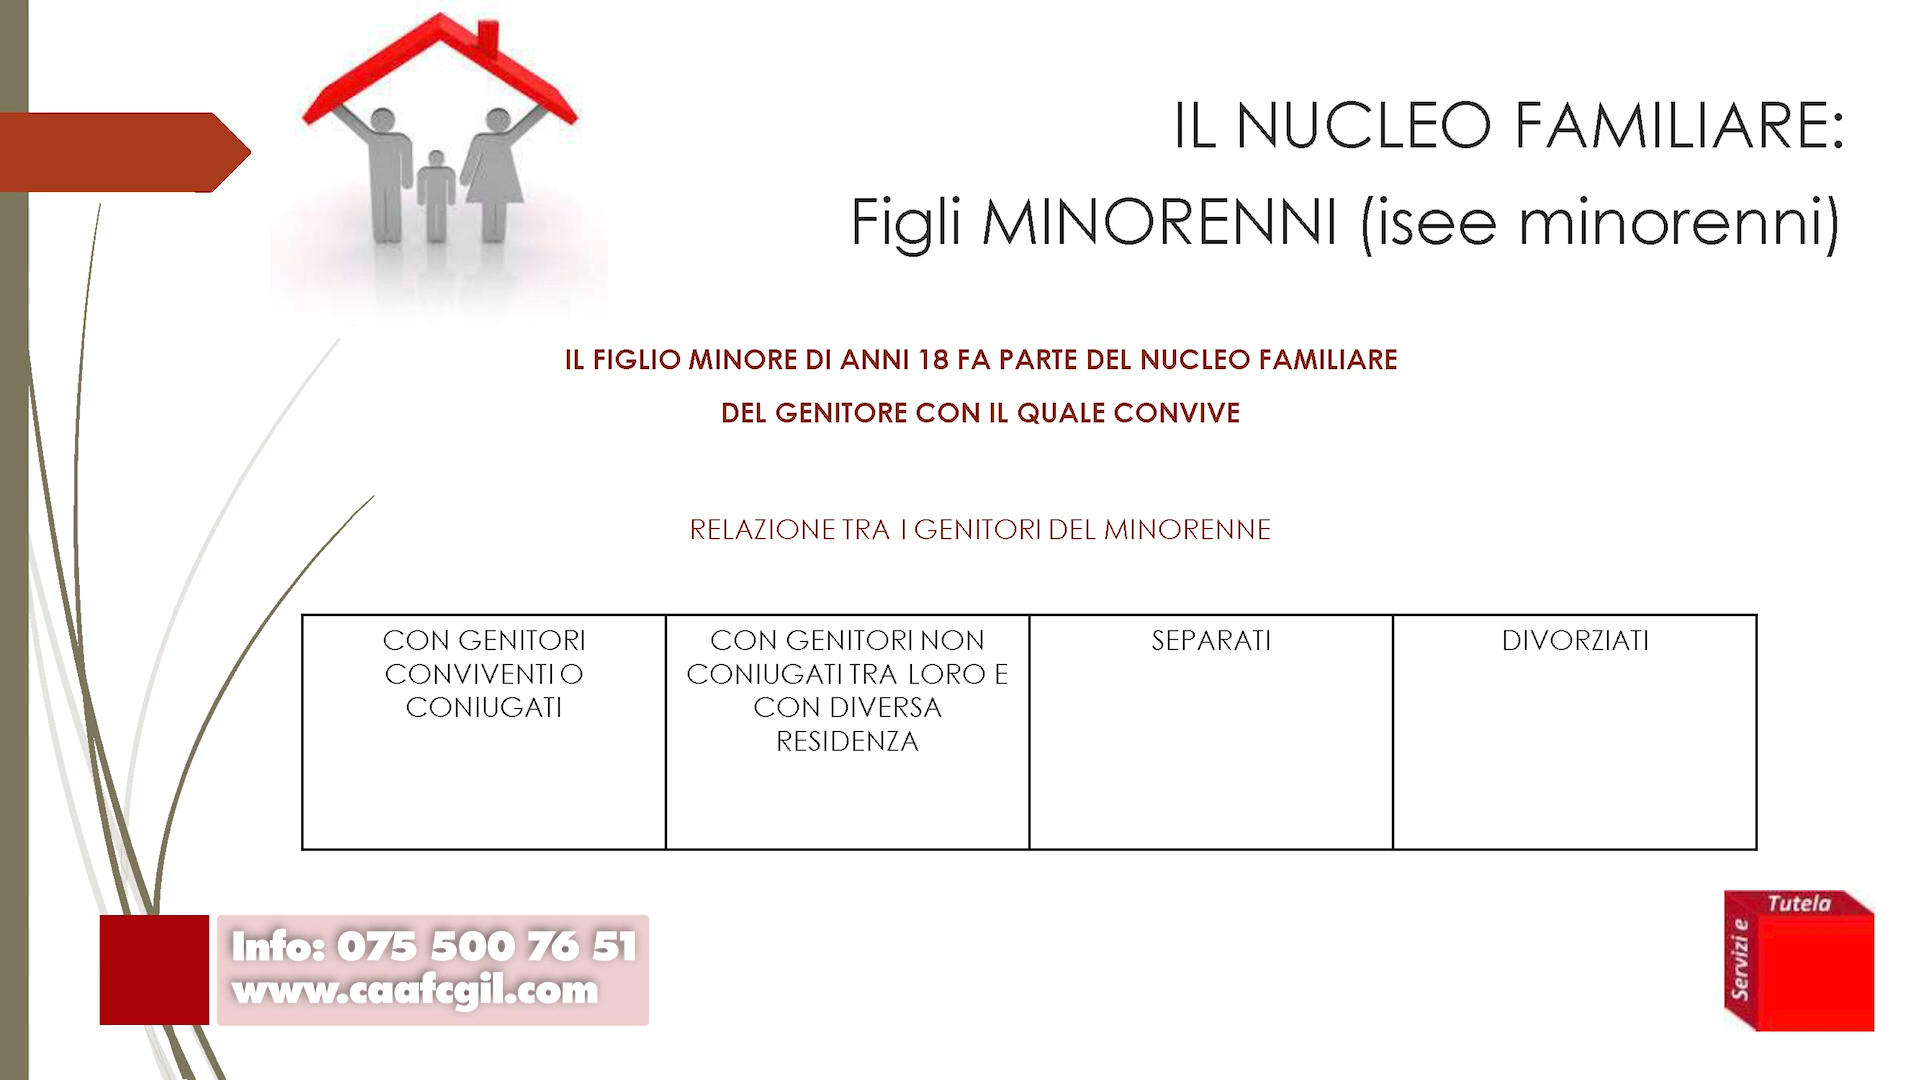 IL NUCLEO FAMILIARE:
Figli MINORENNI (isee minorenni)
IL FIGLIO MINORE DI ANNI 18 FA PARTE DEL NUCLEO FAMILIARE
DEL GENITORE CON IL QUALE CONVIVE
RELAZIONE TRA I GENITORI DEL MINORENNE
CON GENITORI
CONVIVENTI O
CONIUGATI
CON GENITORI NON
CONIUGATI TRA LORO E
CON DIVERSA
RESIDENZA
SEPARATI
DIVORZIATI
Info: 075 500 76 51
www.caafcgil.com
Servizi e
Tutela